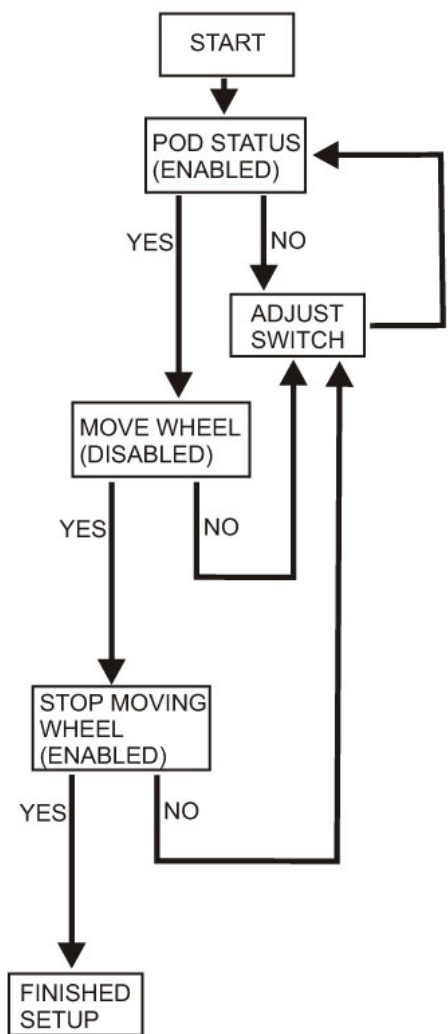 START
POD STATUS
(ENABLED)
YES
NO
ADJUST
SWITCH
MOVE WHEEL
(DISABLED)
YES
NO
STOP MOVING
WHEEL
(ENABLED)
YES
NO
FINISHED
SETUP